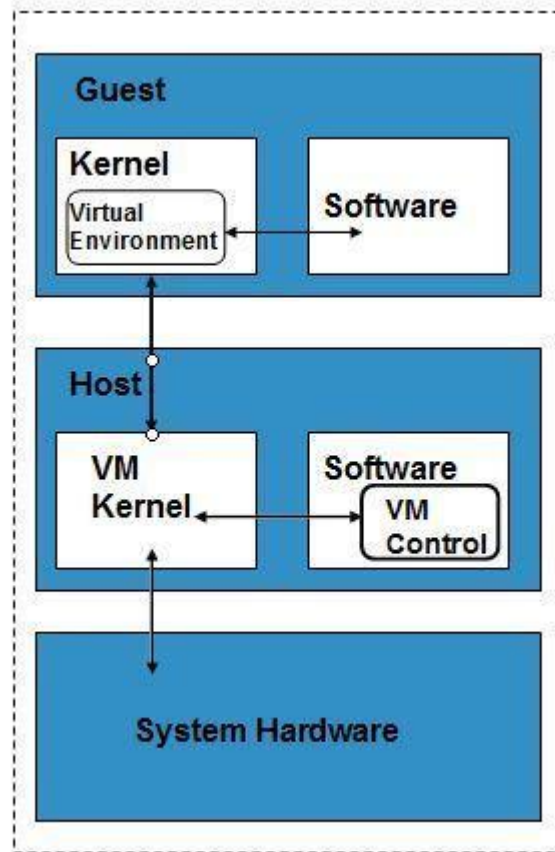 Guest
Kernel
Virtual
Environment
Software
Host
VM
Kernel
Software
VM
Control
System Hardware